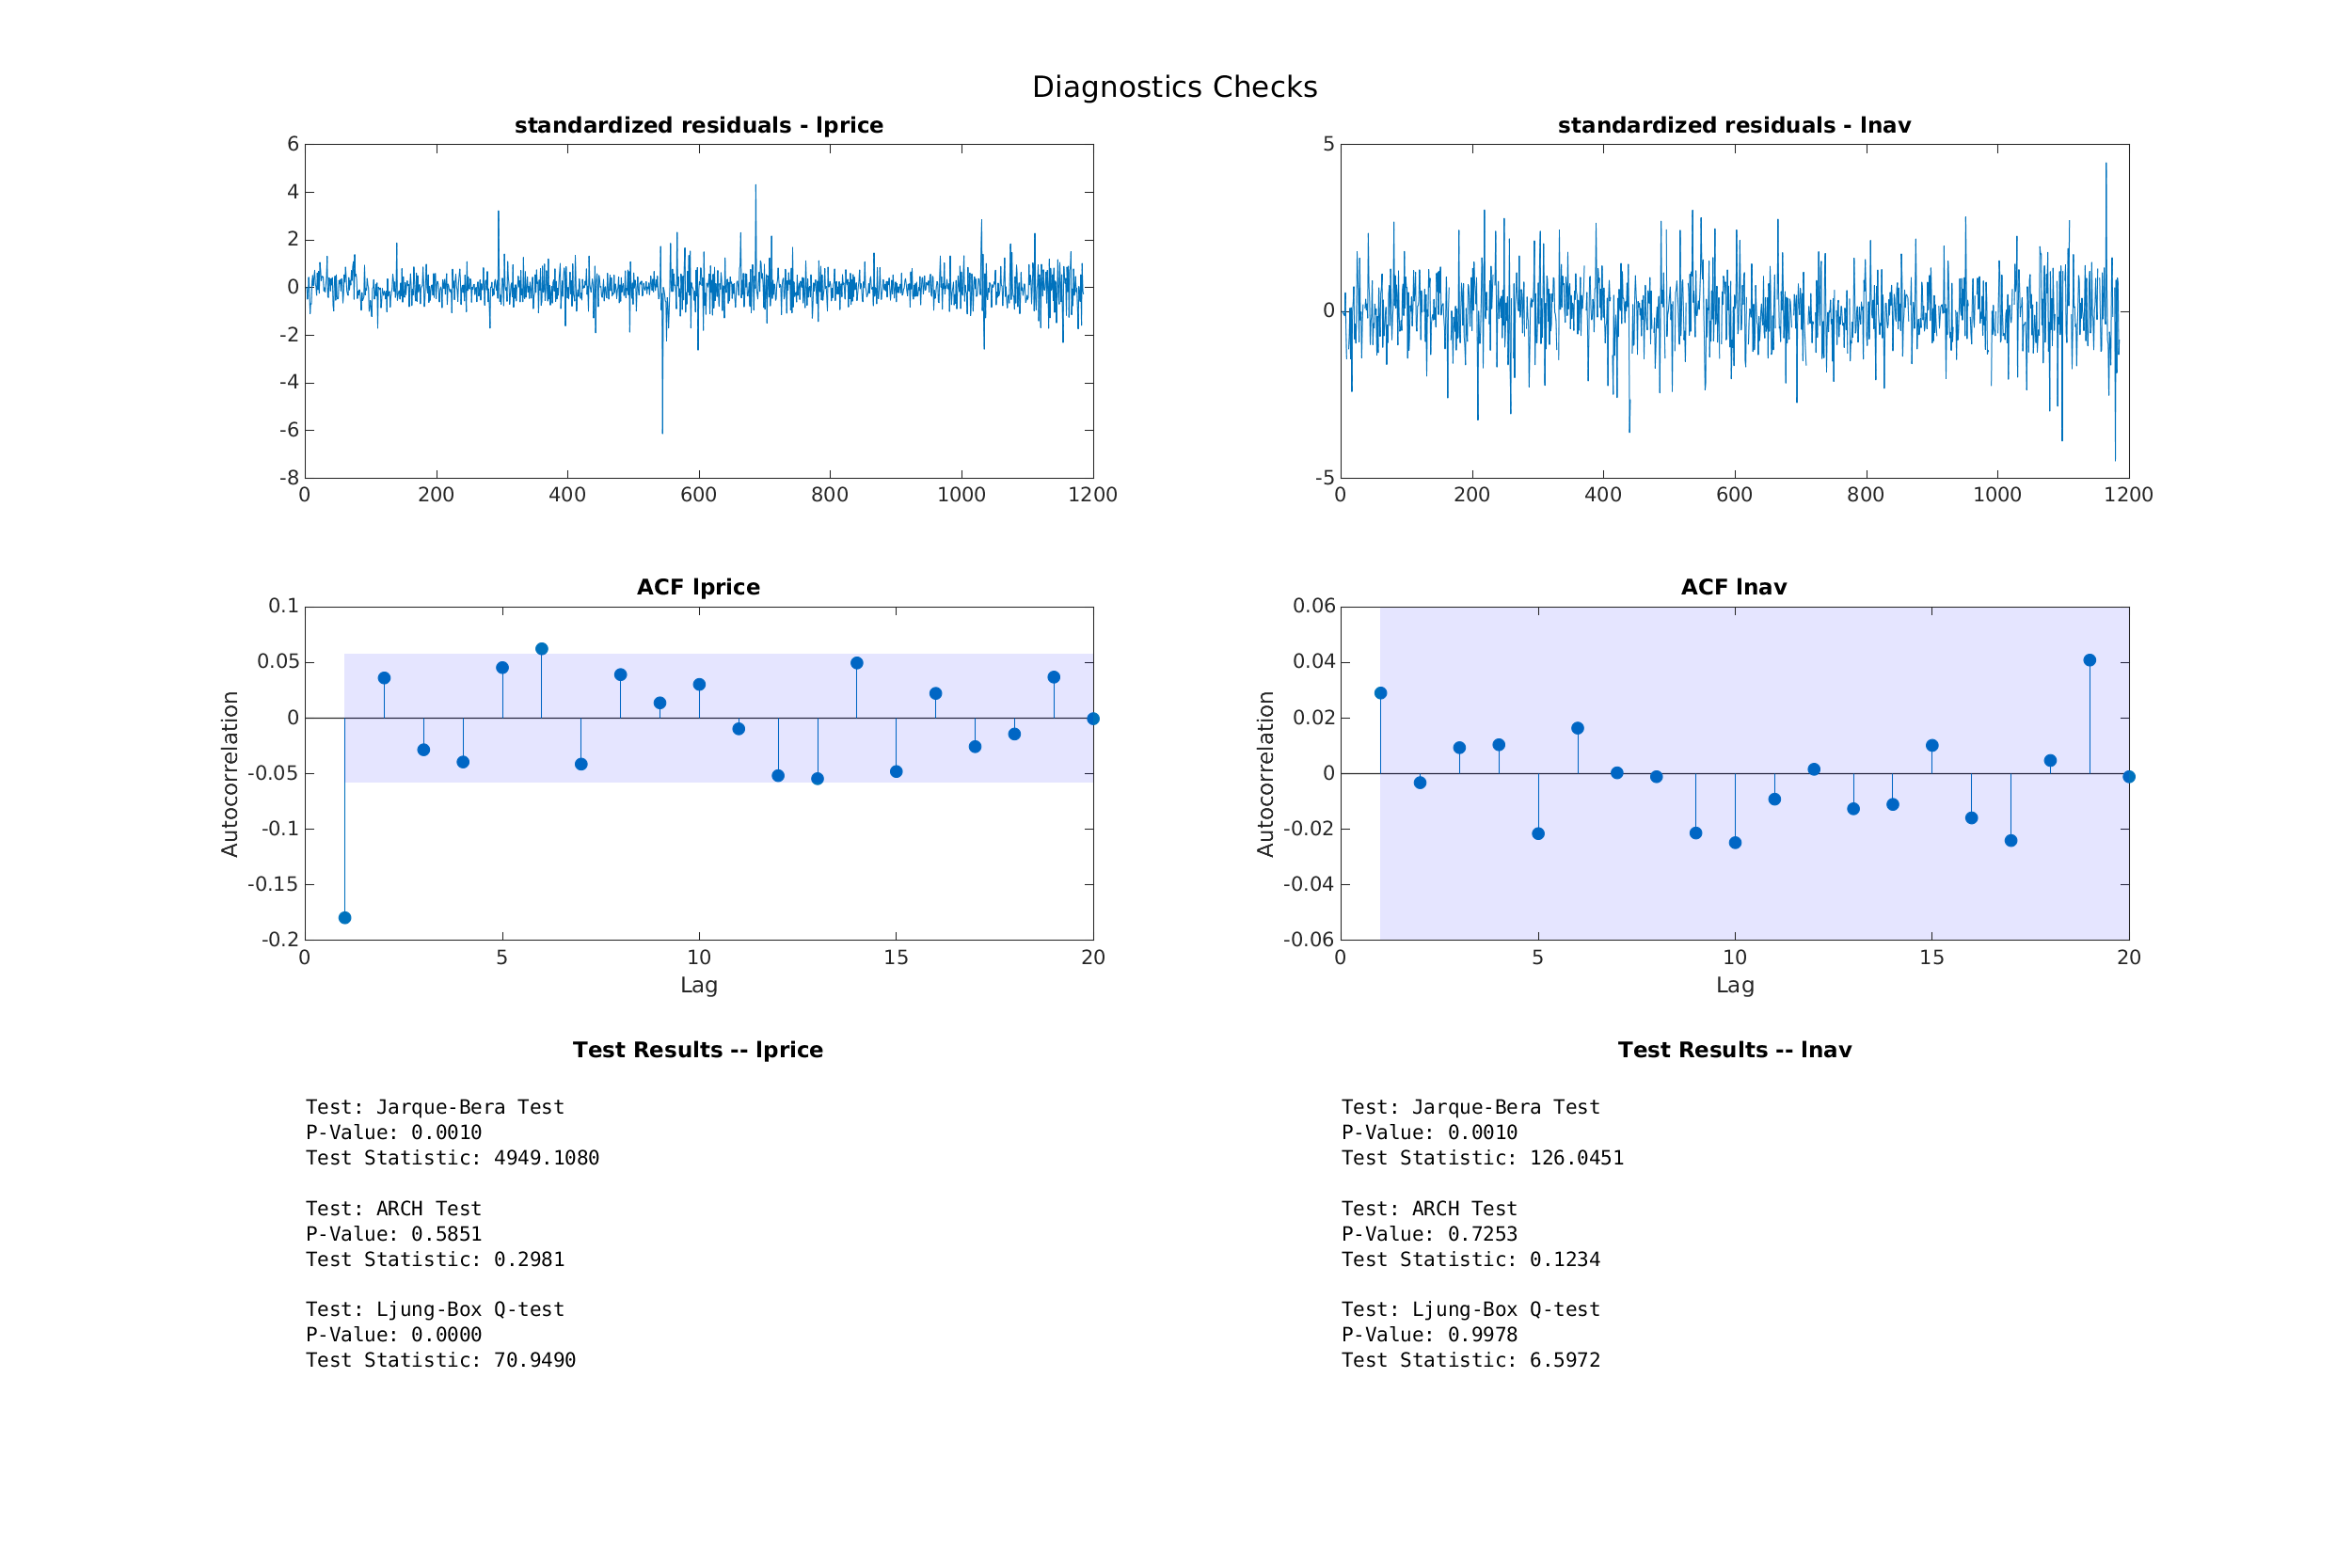 Diagnostics Checks
standardized residuals - lprice
6
4
2
0
-2
-4
-6
-8
0 200 400 600 800 1000 1200
standardized residuals - lnav
5
0
-5
0 200 400 600 800 1000 1200
ACF lprice
0.1
0.05
0
-0.05
-0.1
-0.15
-0.2
Autocorrelation
0 5 10 15 20
Lag
ACF lnav
0.06
0.04
0.02
0
-0.02
-0.04
-0.06
Autocorrelation
0 5 10 15 20
Lag
Test Results -- lprice
Test: Jarque-Bera Test
P-Value: 0.0010
Test Statistic: 4949.1080
Test: ARCH Test
P-Value: 0.5851
Test Statistic: 0.2981
Test: Ljung-Box Q-test
P-Value: 0.0000
Test Statistic: 70.9490
Test Results -- lnav
Test: Jarque-Bera Test
P-Value: 0.0010
Test Statistic: 126.0451
Test: ARCH Test
P-Value: 0.7253
Test Statistic: 0.1234
Test: Ljung-Box Q-test
P-Value: 0.9978
Test Statistic: 6.5972